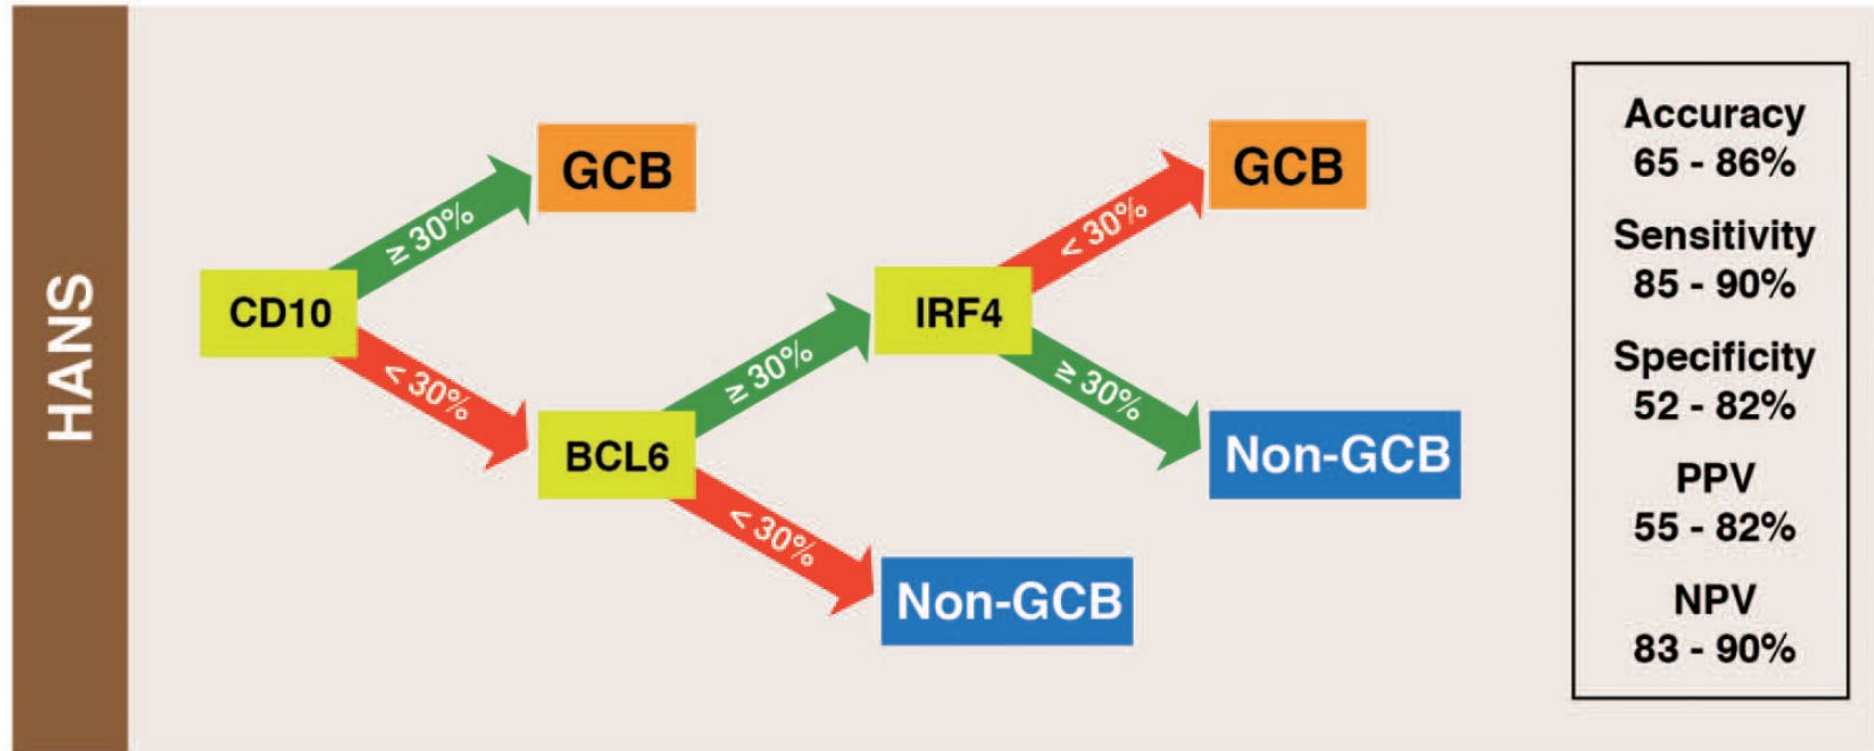 HANS
CD10
≥ 30%
GCB
< 30%
BCL6
≥ 30%
IRF4
< 30%
GCB
≥ 30%
Non-GCB
< 30%
Non-GCB
Accuracy
65 - 86%
Sensitivity
85 - 90%
Specificity
52 - 82%
PPV
55 - 82%
NPV
83 - 90%